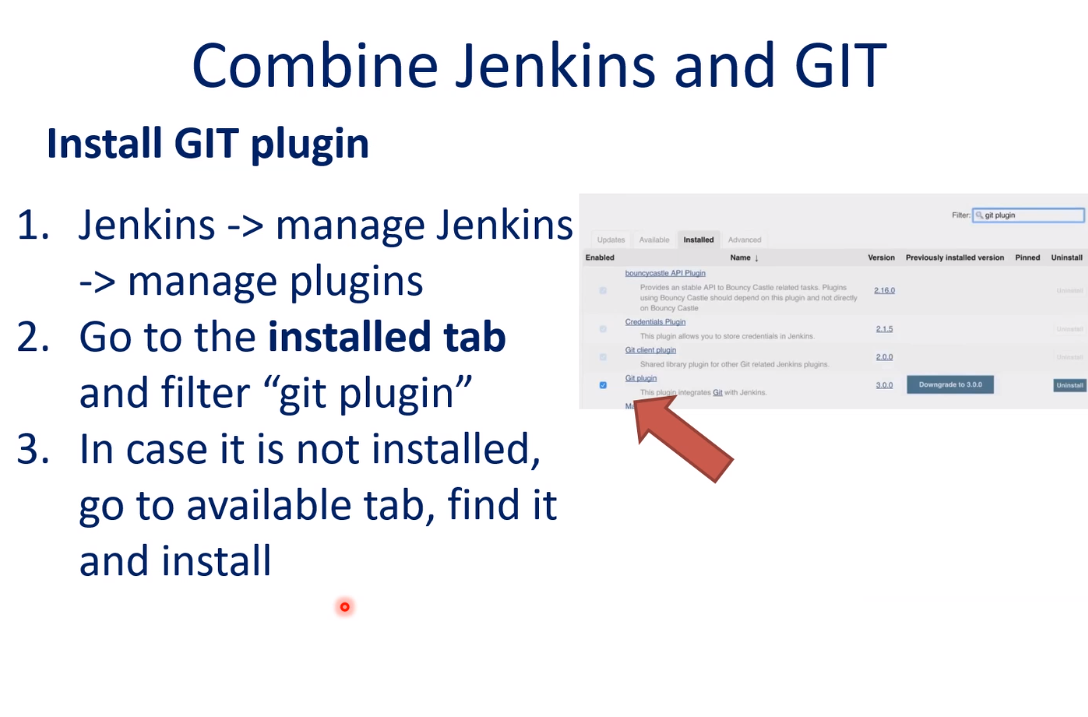 Combine Jenkins and GIT
Install GIT plugin
1. Jenkins -> manage Jenkins
-> manage plugins
2. Go to the installed tab
and filter “git plugin”
3. In case it is not installed,
go to available tab, find it
and install
Filter: git plugin
Updates Available Installed Advanced
Enabled Name ↓ Version Previously installed version Pinned Uninstall
bouncycastle API Plugin
Provides an stable API to Bouncy Castle related tasks. Plugins
using Bouncy Castle should depend on this plugin and not directly
on Bouncy Castle
2.16.0 Uninstall
Credentials Plugin
This plugin allows you to store credentials in Jenkins.
2.1.5 Uninstall
Git client plugin
Shared library plugin for other Git related Jenkins plugins.
2.0.0 Uninstall
Git plugin
This plugin integrates Git with Jenkins.
3.0.0 Downgrade to 3.0.0 Uninstall